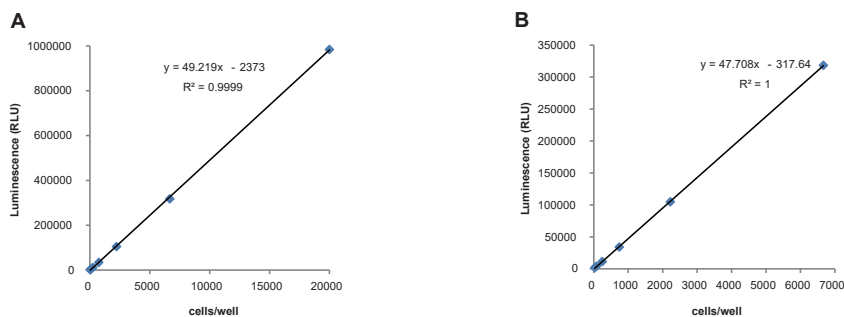 A
1000000
800000
600000
400000
200000
0
Luminescence (RLU)
y = 49.219x - 2373
R² = 0.9999
0 5000 10000 15000 20000
cells/well
B
350000
300000
250000
200000
150000
100000
50000
0
Luminescence (RLU)
y = 47.708x - 317.64
R² = 1
0 1000 2000 3000 4000 5000 6000 7000
cells/well